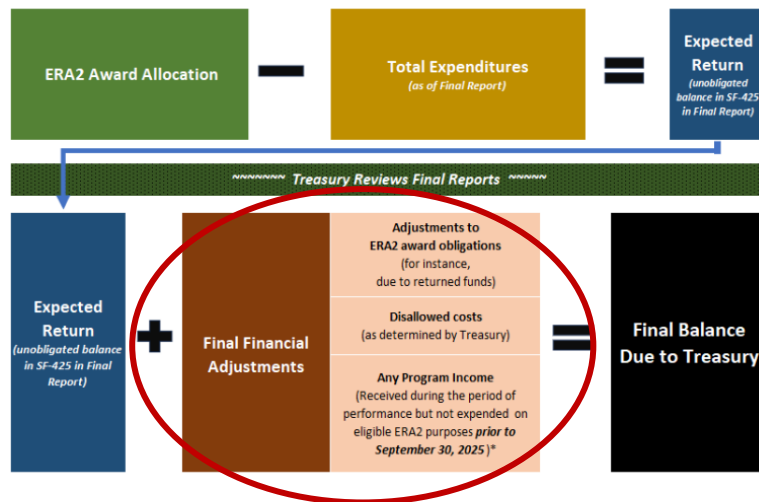 ERA2 Award Allocation
Total Expenditures
(as of Final Report)
Expected
Return
(unobligated
balance in SF-425
in Final Report)
~~~~~~~ Treasury Reviews Final Reports ~~~~~
Expected
Return
(unobligated balance
in SF-425 in Final
Report)
Final Financial
Adjustments
Adjustments to
ERA2 award obligations
(for instance,
due to returned funds)
Disallowed costs
(as determined by Treasury)
Any Program Income
(Received during the period of
performance but not expended on
eligible ERA2 purposes prior to
September 30, 2025)*
Final Balance
Due to Treasury